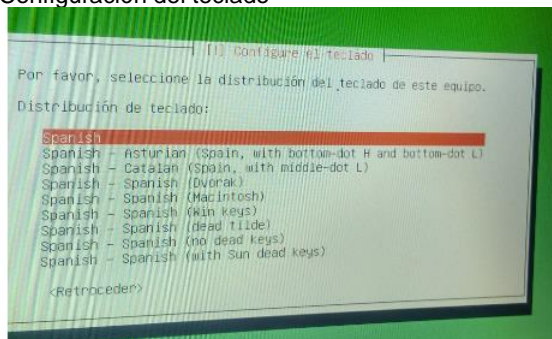 Configuración del teclado
[!] Configure el teclado
Por favor, seleccione la distribución del teclado de este equipo.
Distribución de teclado:
Spanish
Spanish - Asturian (Spain, with bottom-dot H and bottom-dot L)
Spanish - Catalan (Spain, with middle-dot L)
Spanish - Spanish (Dvorak)
Spanish - Spanish (Macintosh)
Spanish - Spanish (Win keys)
Spanish - Spanish (dead tilde)
Spanish - Spanish (no dead keys)
Spanish - Spanish (with Sun dead keys)
<Retroceder>